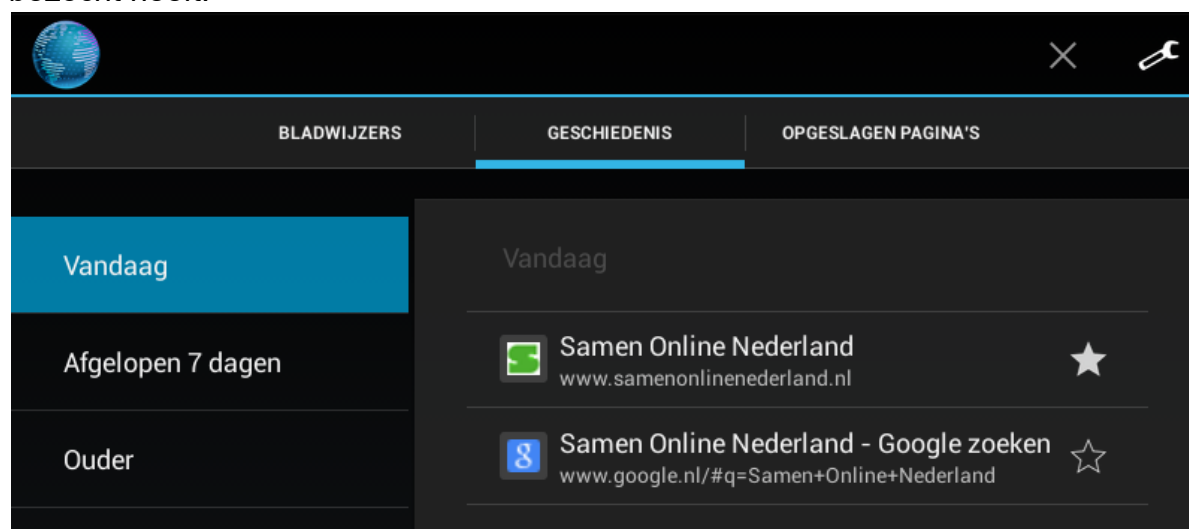 BLADWIJZERS
GESCHIEDENIS
OPGESLAGEN PAGINA'S
Vandaag
Afgelopen 7 dagen
Ouder
Vandaag
Samen Online Nederland
www.samenonlinenederland.nl
Samen Online Nederland - Google zoeken
www.google.nl/#q=Samen+Online+Nederland